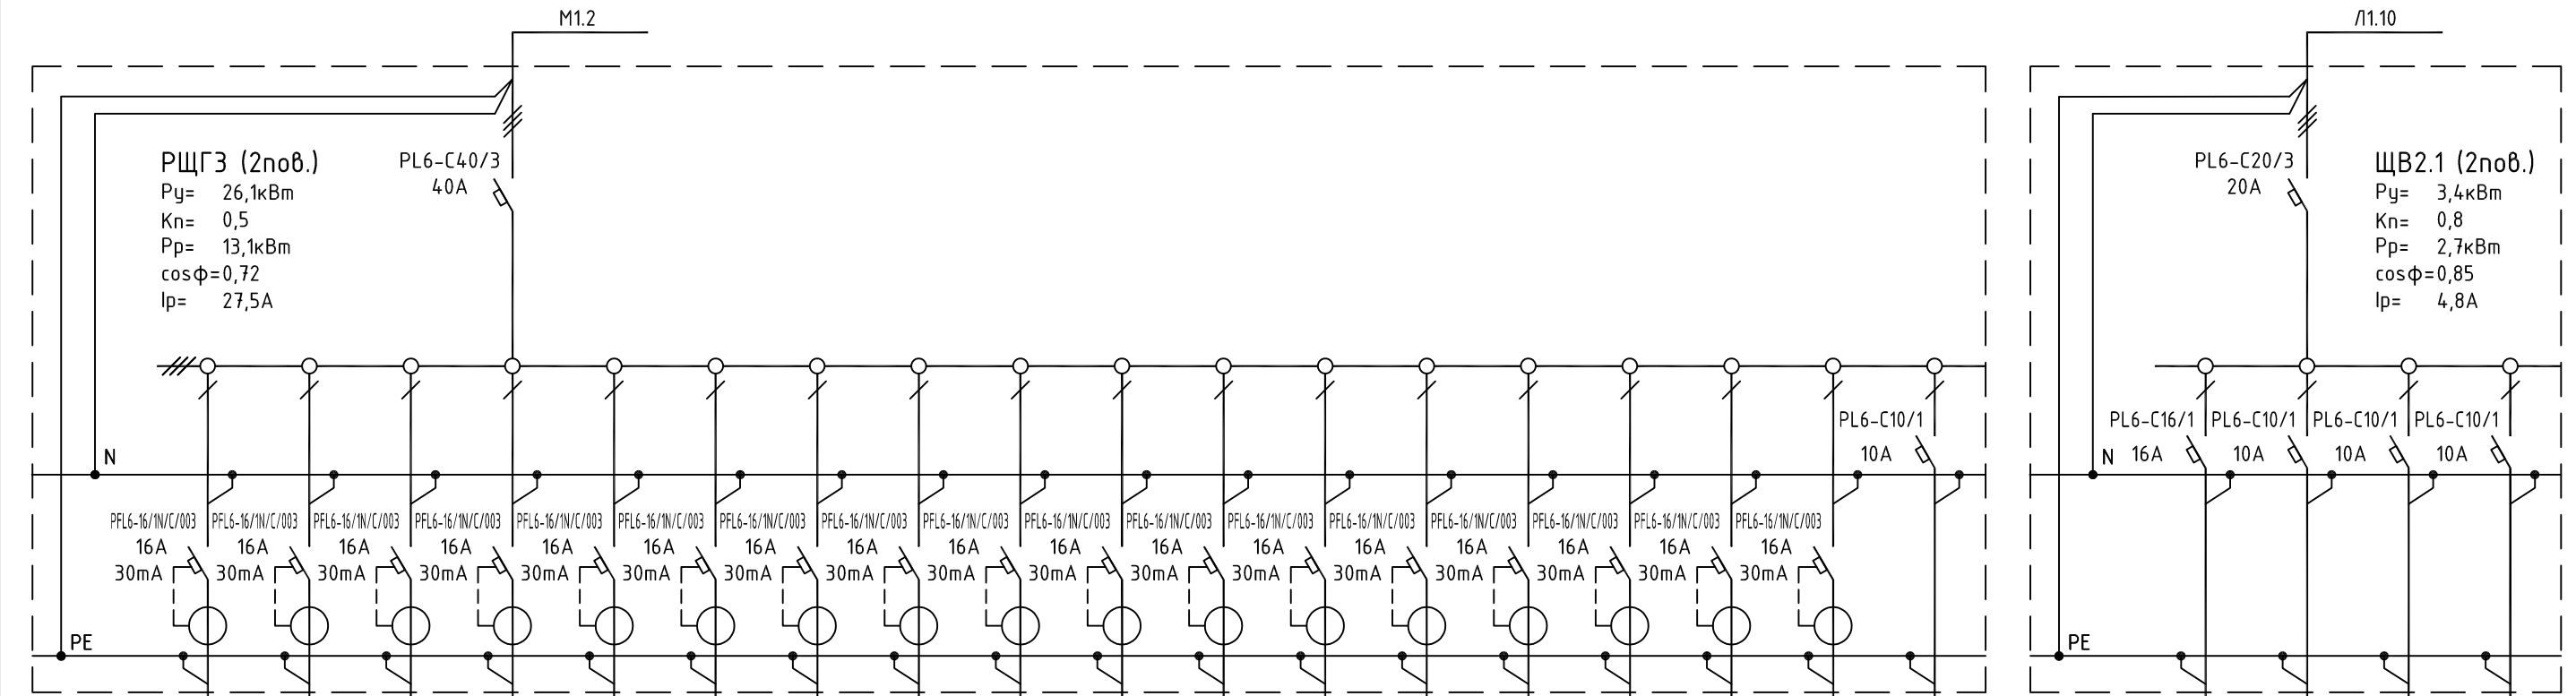 М1.2
РЩГ3 (2пов.)
Ру= 26,1кВт
Кп= 0,5
Рр= 13,1кВт
cosφ=0,72
Ip= 27,5А
PL6-C40/3
40А
PL6-C10/1
10А
N
PFL6-16/1N/C/003 PFL6-16/1N/C/003 PFL6-16/1N/C/003 PFL6-16/1N/C/003 PFL6-16/1N/C/003 PFL6-16/1N/C/003 PFL6-16/1N/C/003 PFL6-16/1N/C/003 PFL6-16/1N/C/003 PFL6-16/1N/C/003 PFL6-16/1N/C/003 PFL6-16/1N/C/003 PFL6-16/1N/C/003 PFL6-16/1N/C/003 PFL6-16/1N/C/003 PFL6-16/1N/C/003 PFL6-16/1N/C/003
16А 16А 16А 16А 16А 16А 16А 16А 16А 16А 16А 16А 16А 16А 16А 16А 16А
30mA 30mA 30mA 30mA 30mA 30mA 30mA 30mA 30mA 30mA 30mA 30mA 30mA 30mA 30mA 30mA 30mA
PE
Л1.10
PL6-C20/3
20А
ЩВ2.1 (2пов.)
Ру= 3,4кВт
Кп= 0,8
Рр= 2,7кВт
cosφ=0,85
Ip= 4,8А
PL6-C16/1 PL6-C10/1 PL6-C10/1 PL6-C10/1
N 16А 10А 10А 10А
PE